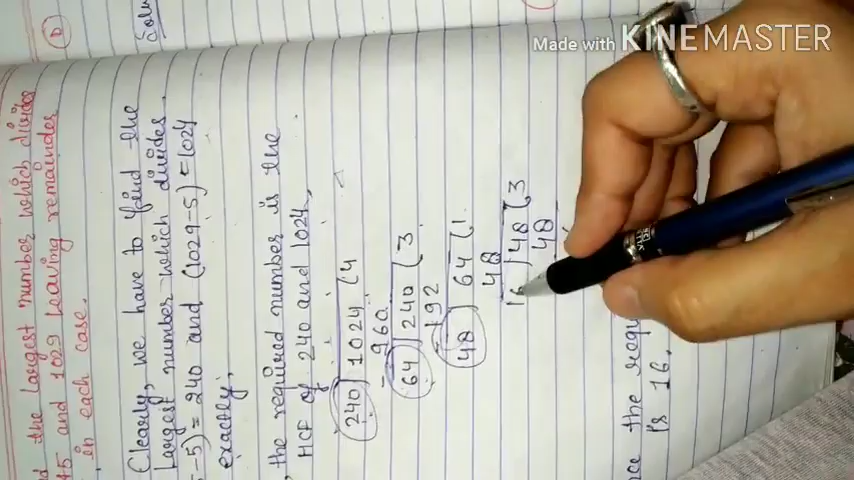 Made with KINEMASTER
D
Solu
the largest number which divides
45 and 1029 leaving remainder
in each case.
Clearly, we have to find the
largest number which divides
-5) = 240 and (1029-5) = 1024
exactly,
the required number is the
HCF of 240 and 1024,
240) 1024 (4
- 960
64) 240 (3
192
48) 64 (1
48
16) 48 (3
48
the requ
is 16.